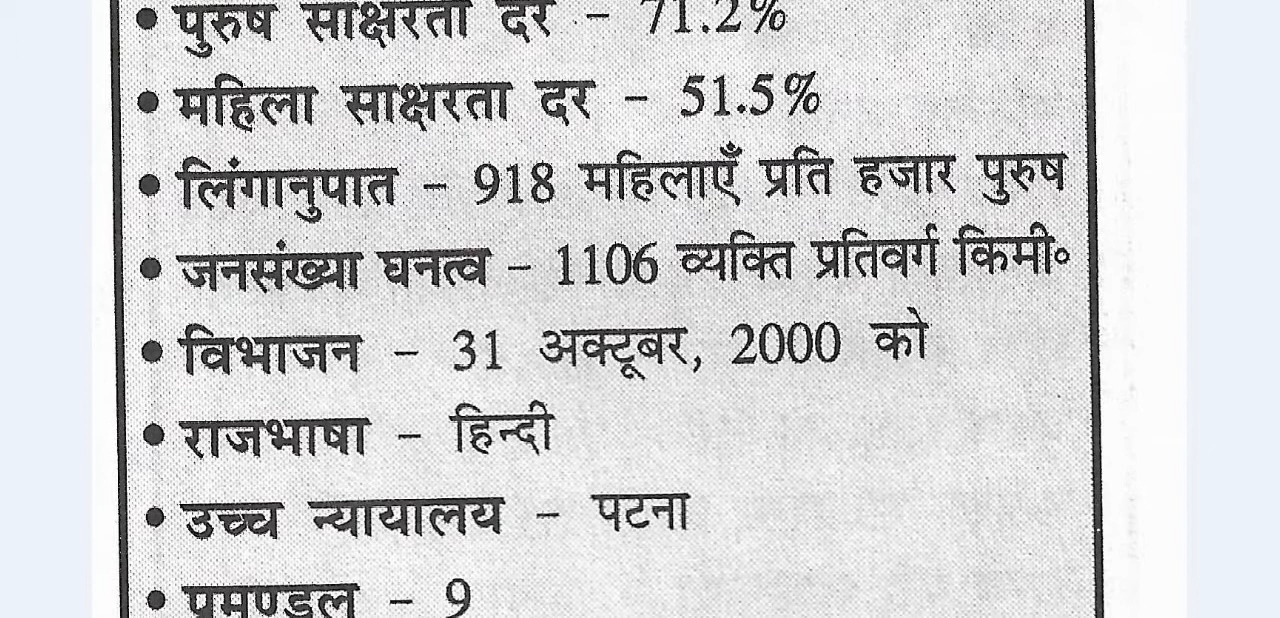 • पुरुष साक्षरता दर - 71.2%
• महिला साक्षरता दर - 51.5%
• लिंगानुपात - 918 महिलाएँ प्रति हजार पुरुष
• जनसंख्या घनत्व - 1106 व्यक्ति प्रतिवर्ग किमी०
• विभाजन - 31 अक्टूबर, 2000 को
• राजभाषा - हिन्दी
• उच्च न्यायालय - पटना
• प्रमण्डल - 9